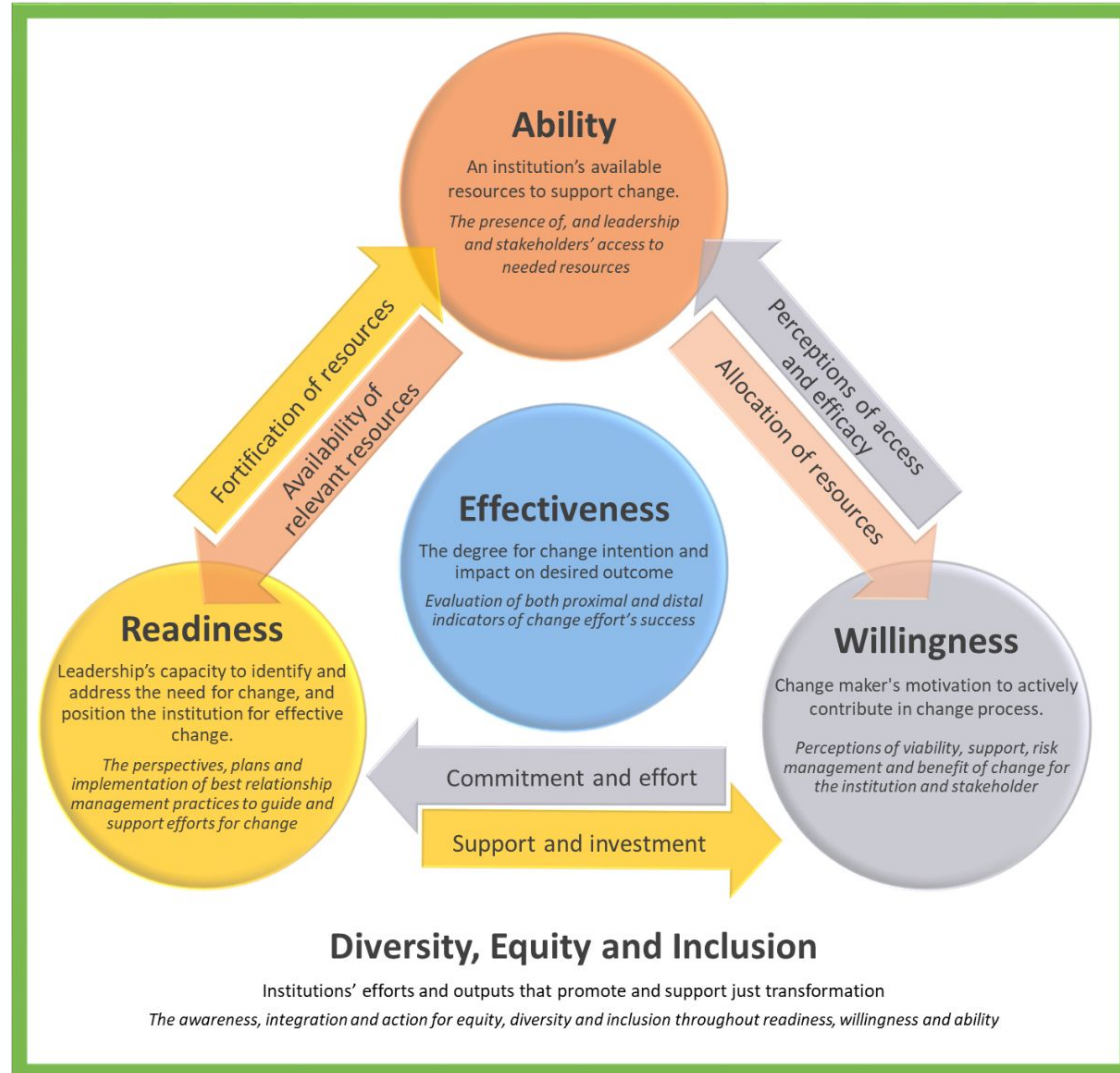 Ability
An institution’s available
resources to support change.
The presence of, and leadership
and stakeholders’ access to
needed resources
Fortification of resources
Availability of
relevant resources
Perceptions of access
and efficacy
Allocation of resources
Effectiveness
The degree for change intention and
impact on desired outcome
Evaluation of both proximal and distal
indicators of change effort’s success
Readiness
Leadership’s capacity to identify and
address the need for change, and
position the institution for effective
change.
The perspectives, plans and
implementation of best relationship
management practices to guide and
support efforts for change
Willingness
Change maker's motivation to actively
contribute in change process.
Perceptions of viability, support, risk
management and benefit of change for
the institution and stakeholder
Commitment and effort
Support and investment
Diversity, Equity and Inclusion
Institutions’ efforts and outputs that promote and support just transformation
The awareness, integration and action for equity, diversity and inclusion throughout readiness, willingness and ability